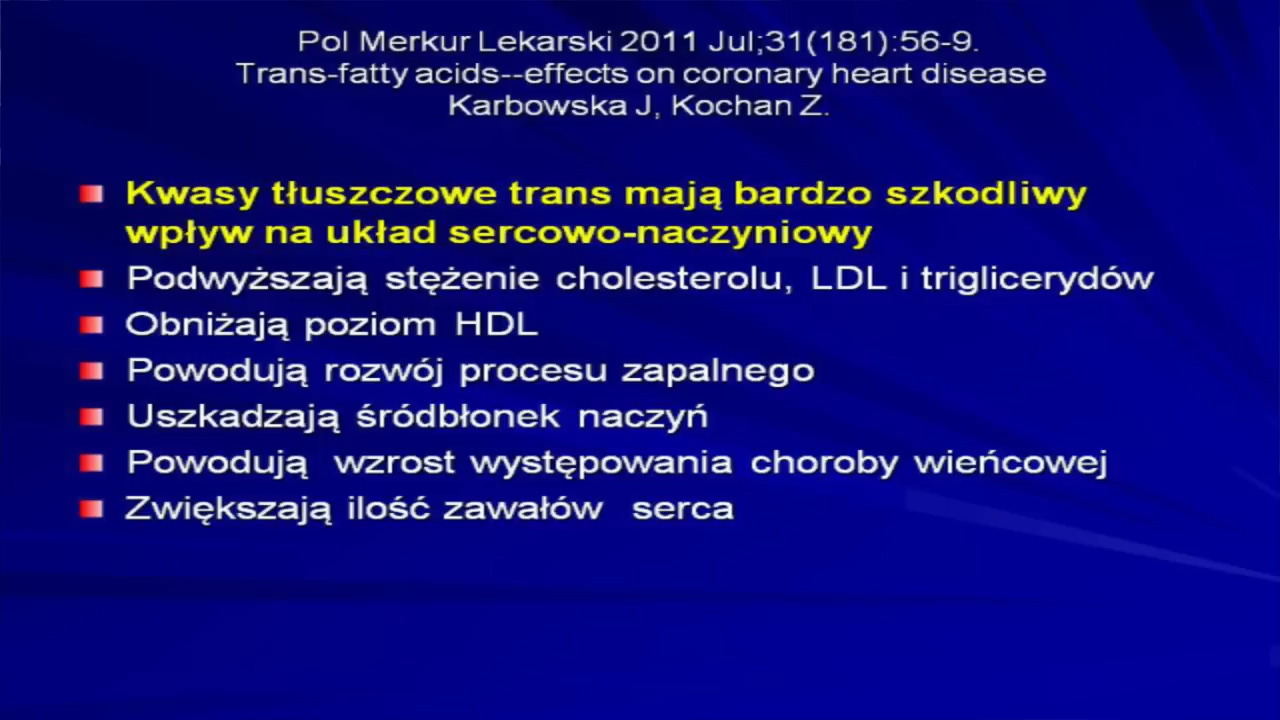 Pol Merkur Lekarski 2011 Jul;31(181):56-9.
Trans-fatty acids--effects on coronary heart disease
Karbowska J, Kochan Z.
Kwasy tłuszczowe trans mają bardzo szkodliwy
wpływ na układ sercowo-naczyniowy
Podwyższają stężenie cholesterolu, LDL i triglicerydów
Obniżają poziom HDL
Powodują rozwój procesu zapalnego
Uszkadzają śródbłonek naczyń
Powodują wzrost występowania choroby wieńcowej
Zwiększają ilość zawałów serca